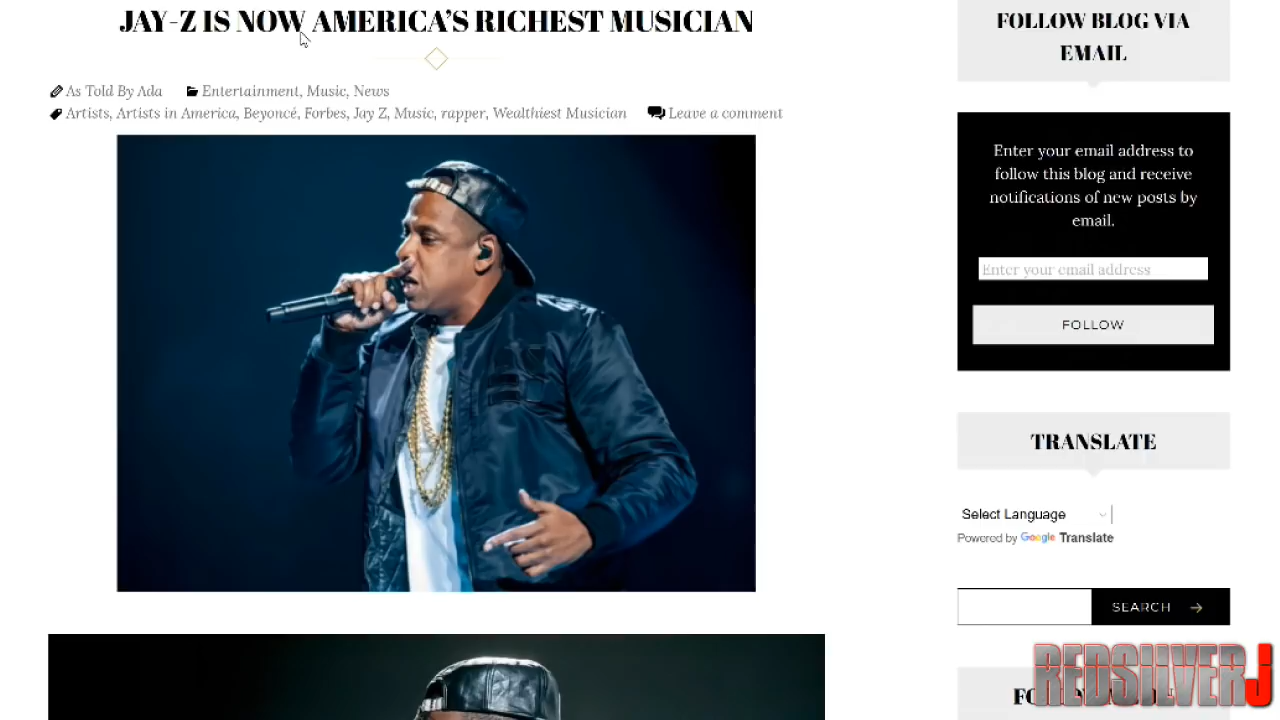 JAY-Z IS NOW AMERICA'S RICHEST MUSICIAN
As Told By Ada Entertainment, Music, News
Artists, Artists in America, Beyoncé, Forbes, Jay Z, Music, rapper, Wealthiest Musician Leave a comment
FOLLOW BLOG VIA
EMAIL
Enter your email address to
follow this blog and receive
notifications of new posts by
email.
Enter your email address
FOLLOW
TRANSLATE
Select Language
Powered by Google Translate
SEARCH
REDSILVERJ